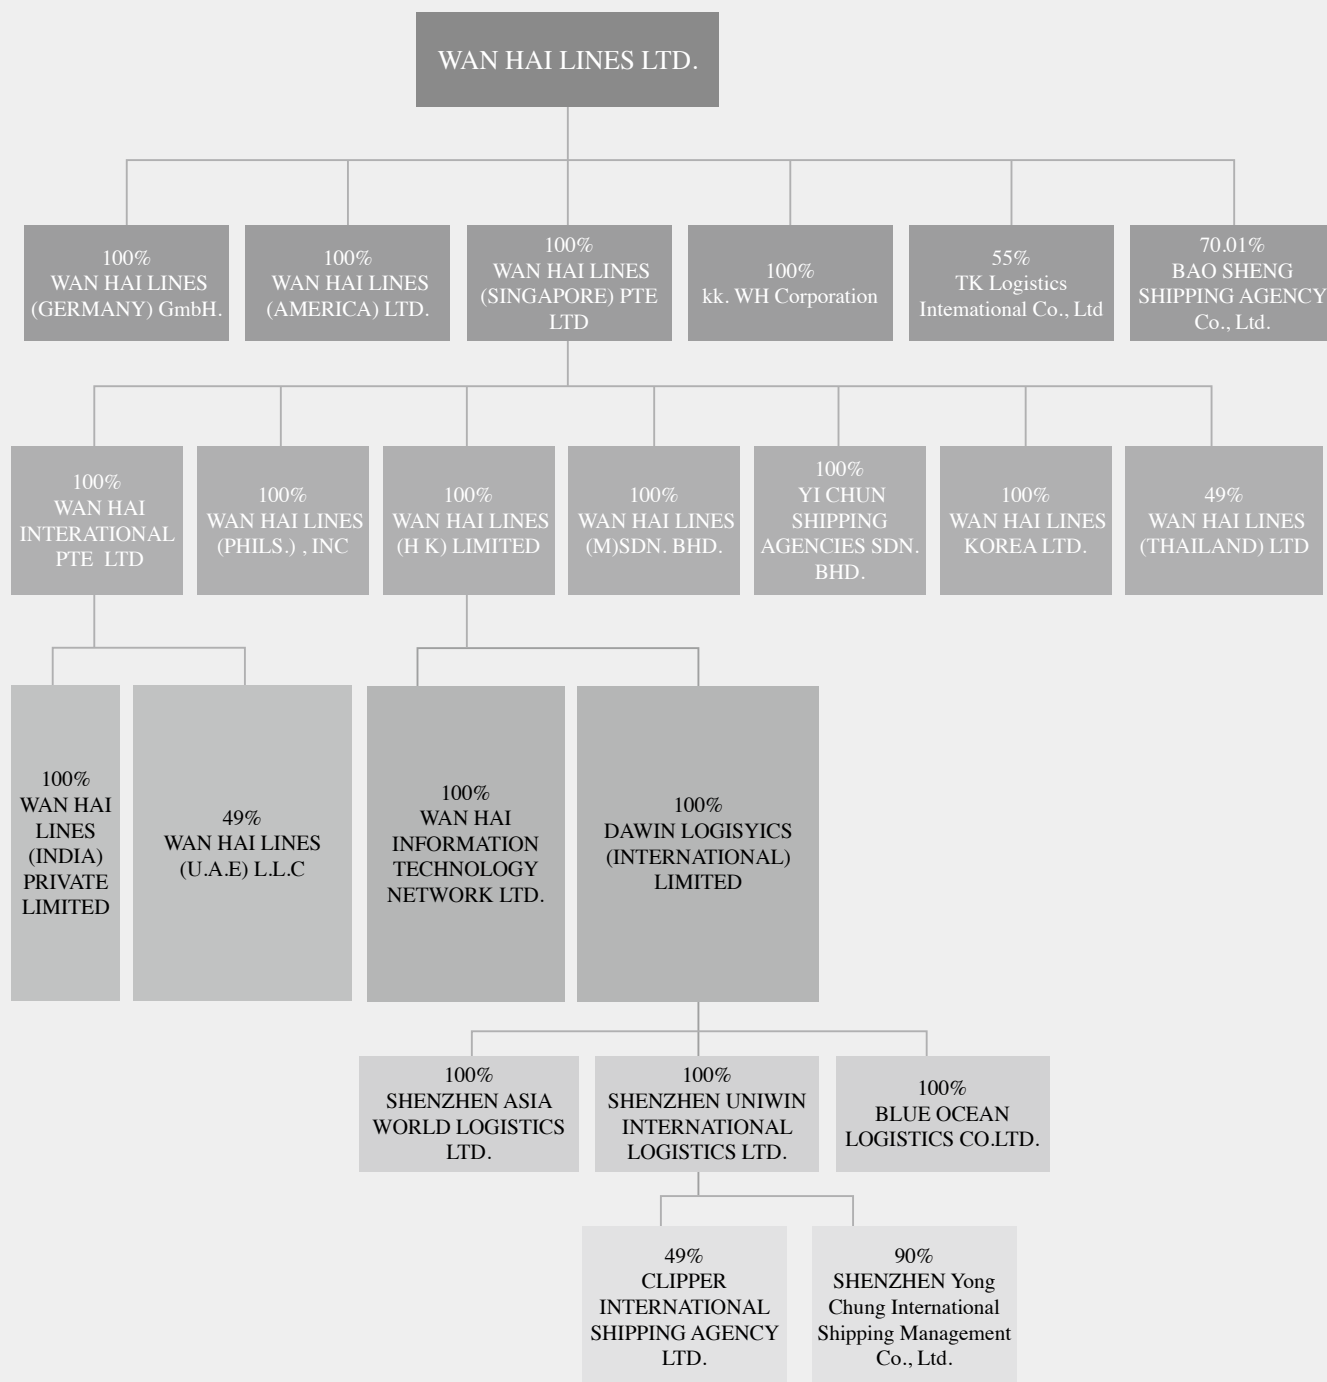 WAN HAI LINES LTD.
100%
WAN HAI LINES
(GERMANY) GmbH.
100%
WAN HAI LINES
(AMERICA) LTD.
100%
WAN HAI LINES
(SINGAPORE) PTE
LTD
100%
kk. WH Corporation
55%
TK Logistics
Intemational Co., Ltd
70.01%
BAO SHENG
SHIPPING AGENCY
Co., Ltd.
100%
WAN HAI
INTERATIONAL
PTE LTD
100%
WAN HAI LINES
(PHILS.) , INC
100%
WAN HAI LINES
(H K) LIMITED
100%
WAN HAI LINES
(M)SDN. BHD.
100%
YI CHUN
SHIPPING
AGENCIES SDN.
BHD.
100%
WAN HAI LINES
KOREA LTD.
49%
WAN HAI LINES
(THAILAND) LTD
100%
WAN HAI
LINES
(INDIA)
PRIVATE
LIMITED
49%
WAN HAI LINES
(U.A.E) L.L.C
100%
WAN HAI
INFORMATION
TECHNOLOGY
NETWORK LTD.
100%
DAWIN LOGISYICS
(INTERNATIONAL)
LIMITED
100%
SHENZHEN ASIA
WORLD LOGISTICS
LTD.
100%
SHENZHEN UNIWIN
INTERNATIONAL
LOGISTICS LTD.
100%
BLUE OCEAN
LOGISTICS CO.LTD.
49%
CLIPPER
INTERNATIONAL
SHIPPING AGENCY
LTD.
90%
SHENZHEN Yong
Chung International
Shipping Management
Co., Ltd.